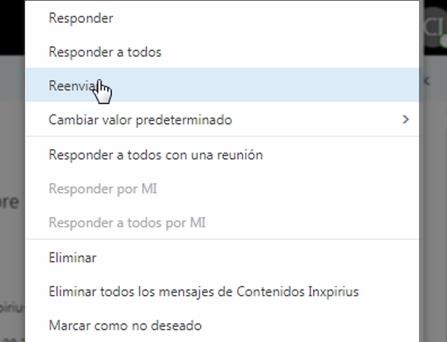 Responder
Responder a todos
Reenviar
Cambiar valor predeterminado
Responder a todos con una reunión
Responder por MI
Responder a todos por MI
Eliminar
Eliminar todos los mensajes de Contenidos Inxpirius
Marcar como no deseado